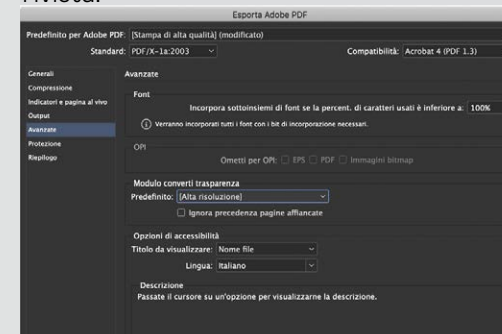 rivista.
Esporta Adobe PDF
Predefinito per Adobe PDF: [Stampa di alta qualità] (modificato)
Standard: PDF/X-1a:2003 Compatibilità: Acrobat 4 (PDF 1.3)
Generali
Compressione
Indicatori e pagina al vivo
Output
Avanzate
Protezione
Riepilogo
Avanzate
Font
Incorpora sottoinsiemi di font se la percent. di caratteri usati è inferiore a: 100%
Verranno incorporati tutti i font con i bit di incorporazione necessari.
OPI
Ometti per OPI: EPS PDF Immagini bitmap
Modulo converti trasparenza
Predefinito: [Alta risoluzione]
Ignora precedenza pagine affiancate
Opzioni di accessibilità
Titolo da visualizzare: Nome file
Lingua: Italiano
Descrizione
Passate il cursore su un'opzione per visualizzarne la descrizione.